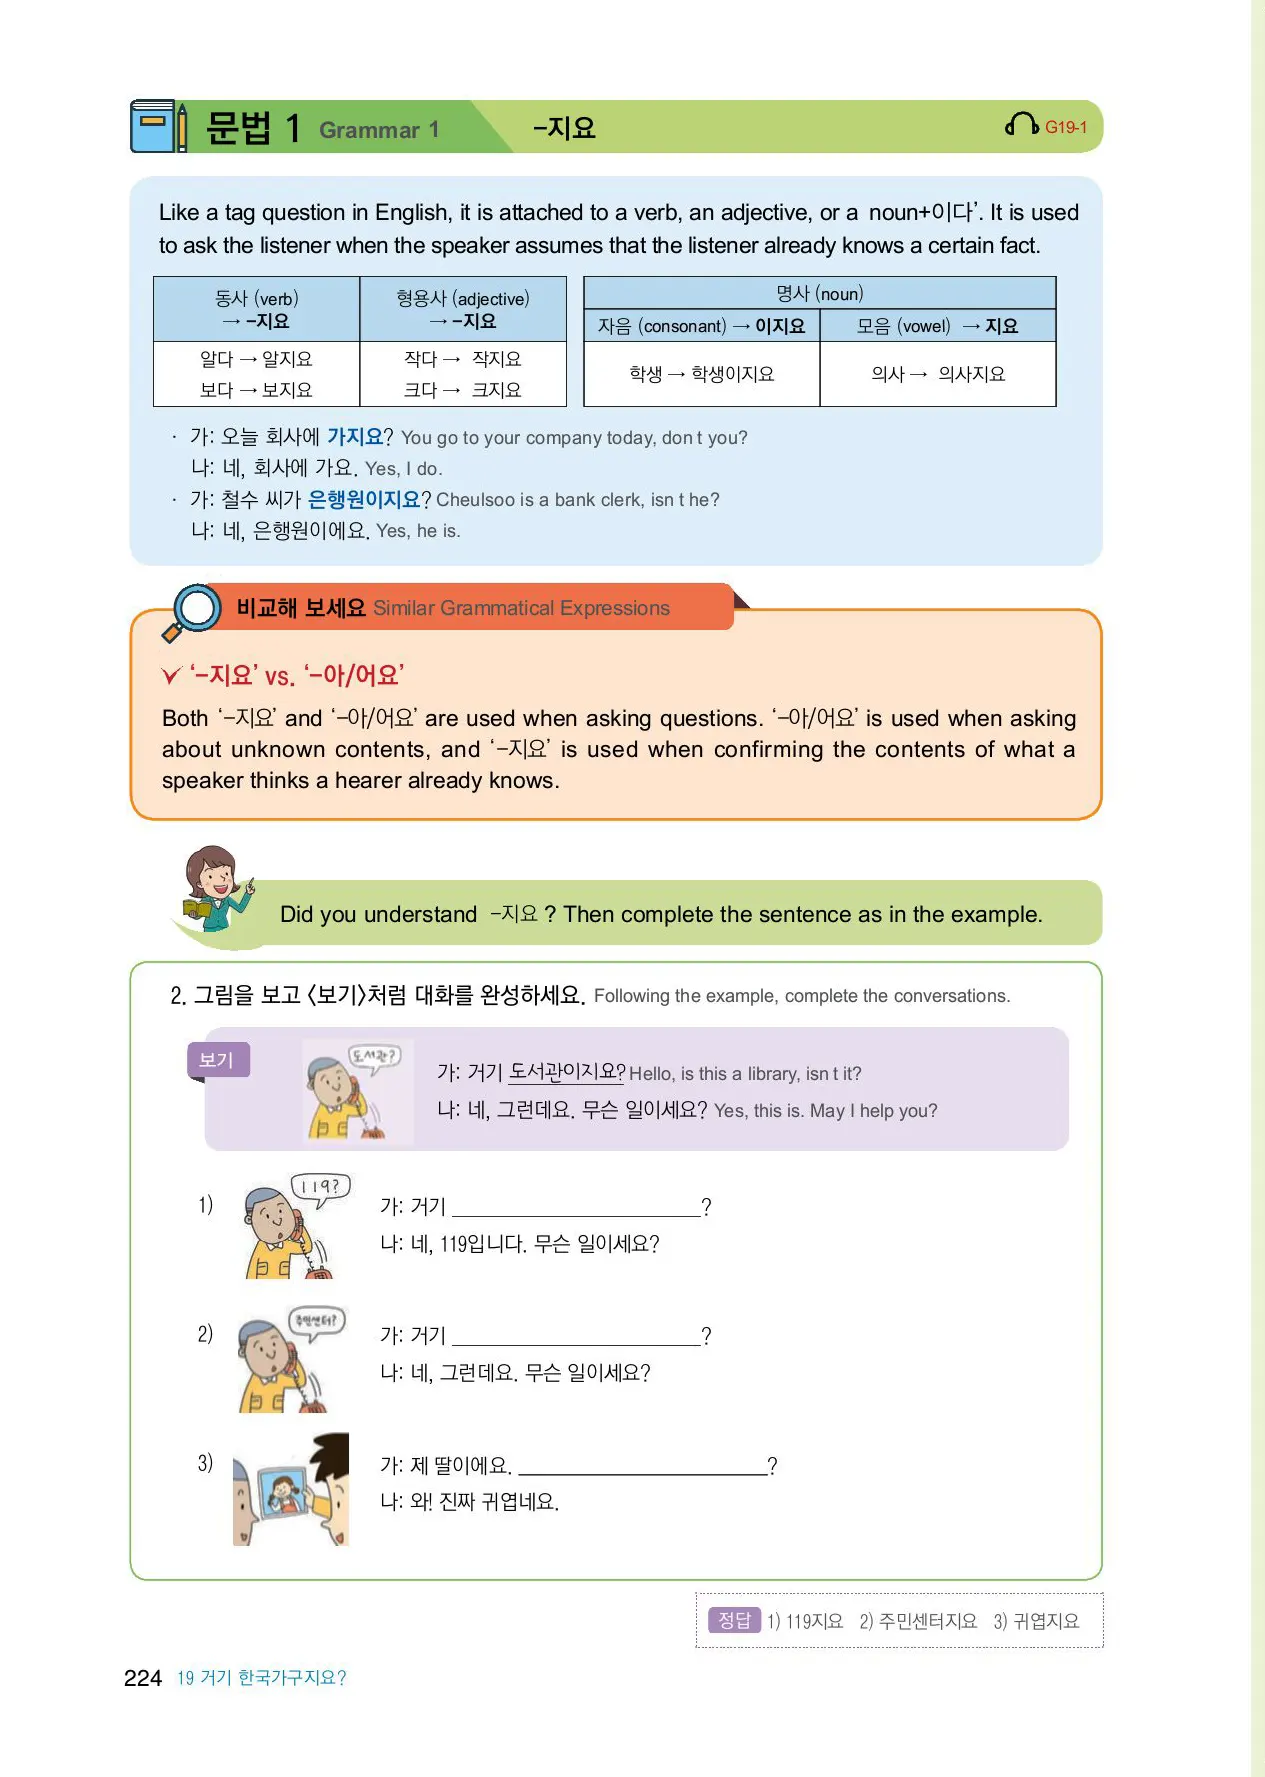 문법 1 Grammar 1 -지요 G19-1
Like a tag question in English, it is attached to a verb, an adjective, or a noun+이다’. It is used
to ask the listener when the speaker assumes that the listener already knows a certain fact.
동사 (verb)
→ -지요
형용사 (adjective)
→ -지요
알다 → 알지요
보다 → 보지요
작다 → 작지요
크다 → 크지요
명사 (noun)
자음 (consonant) → 이지요
모음 (vowel) → 지요
학생 → 학생이지요
의사 → 의사지요
· 가: 오늘 회사에 가지요? You go to your company today, don t you?
나: 네, 회사에 가요. Yes, I do.
· 가: 철수 씨가 은행원이지요? Cheulsoo is a bank clerk, isn t he?
나: 네, 은행원이에요. Yes, he is.
비교해 보세요 Similar Grammatical Expressions
‘-지요’ vs. ‘-아/어요’
Both ‘-지요’ and ‘-아/어요’ are used when asking questions. ‘-아/어요’ is used when asking
about unknown contents, and ‘-지요’ is used when confirming the contents of what a
speaker thinks a hearer already knows.
Did you understand -지요 ? Then complete the sentence as in the example.
2. 그림을 보고 〈보기〉처럼 대화를 완성하세요. Following the example, complete the conversations.
보기
도서관?
가: 거기 도서관이지요? Hello, is this a library, isn t it?
나: 네, 그런데요. 무슨 일이세요? Yes, this is. May I help you?
1)
119?
가: 거기 ____________________?
나: 네, 119입니다. 무슨 일이세요?
2)
주민센터?
가: 거기 ____________________?
나: 네, 그런데요. 무슨 일이세요?
3)
가: 제 딸이에요. ____________________?
나: 와! 진짜 귀엽네요.
정답 1) 119지요 2) 주민센터지요 3) 귀엽지요
224 19 거기 한국가구지요?